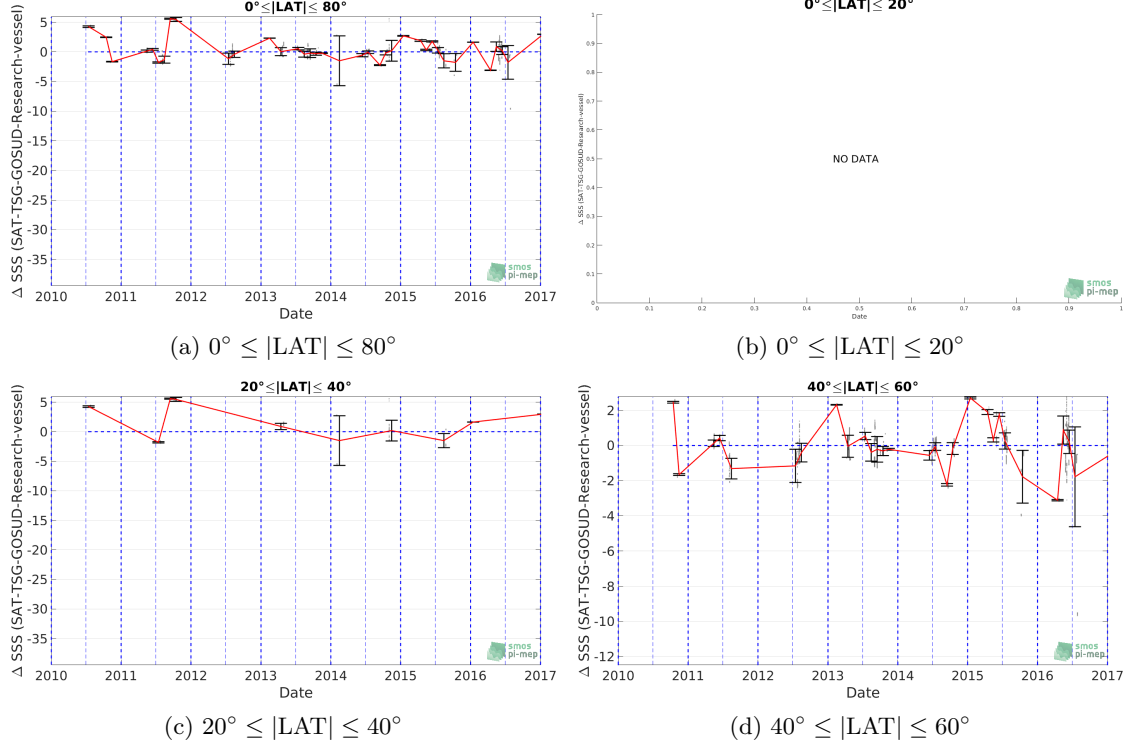 0°≤|LAT|≤ 80°
Δ SSS (SAT-TSG-GOSUD-Research-vessel)
5
0
-5
-10
-15
-20
-25
-30
-35
2010 2011 2012 2013 2014 2015 2016 2017
Date
smos
pi-mep
(a) 0° ≤ |LAT| ≤ 80°
0°≤|LAT|≤ 20°
Δ SSS (SAT-TSG-GOSUD-Research-vessel)
1
0.9
0.8
0.7
0.6
0.5
0.4
0.3
0.2
0.1
0
NO DATA
0 0.1 0.2 0.3 0.4 0.5 0.6 0.7 0.8 0.9 1
Date
smos
pi-mep
(b) 0° ≤ |LAT| ≤ 20°
20°≤|LAT|≤ 40°
Δ SSS (SAT-TSG-GOSUD-Research-vessel)
5
0
-5
-10
-15
-20
-25
-30
-35
2010 2011 2012 2013 2014 2015 2016 2017
Date
smos
pi-mep
(c) 20° ≤ |LAT| ≤ 40°
40°≤|LAT|≤ 60°
Δ SSS (SAT-TSG-GOSUD-Research-vessel)
2
0
-2
-4
-6
-8
-10
-12
2010 2011 2012 2013 2014 2015 2016 2017
Date
smos
pi-mep
(d) 40° ≤ |LAT| ≤ 60°